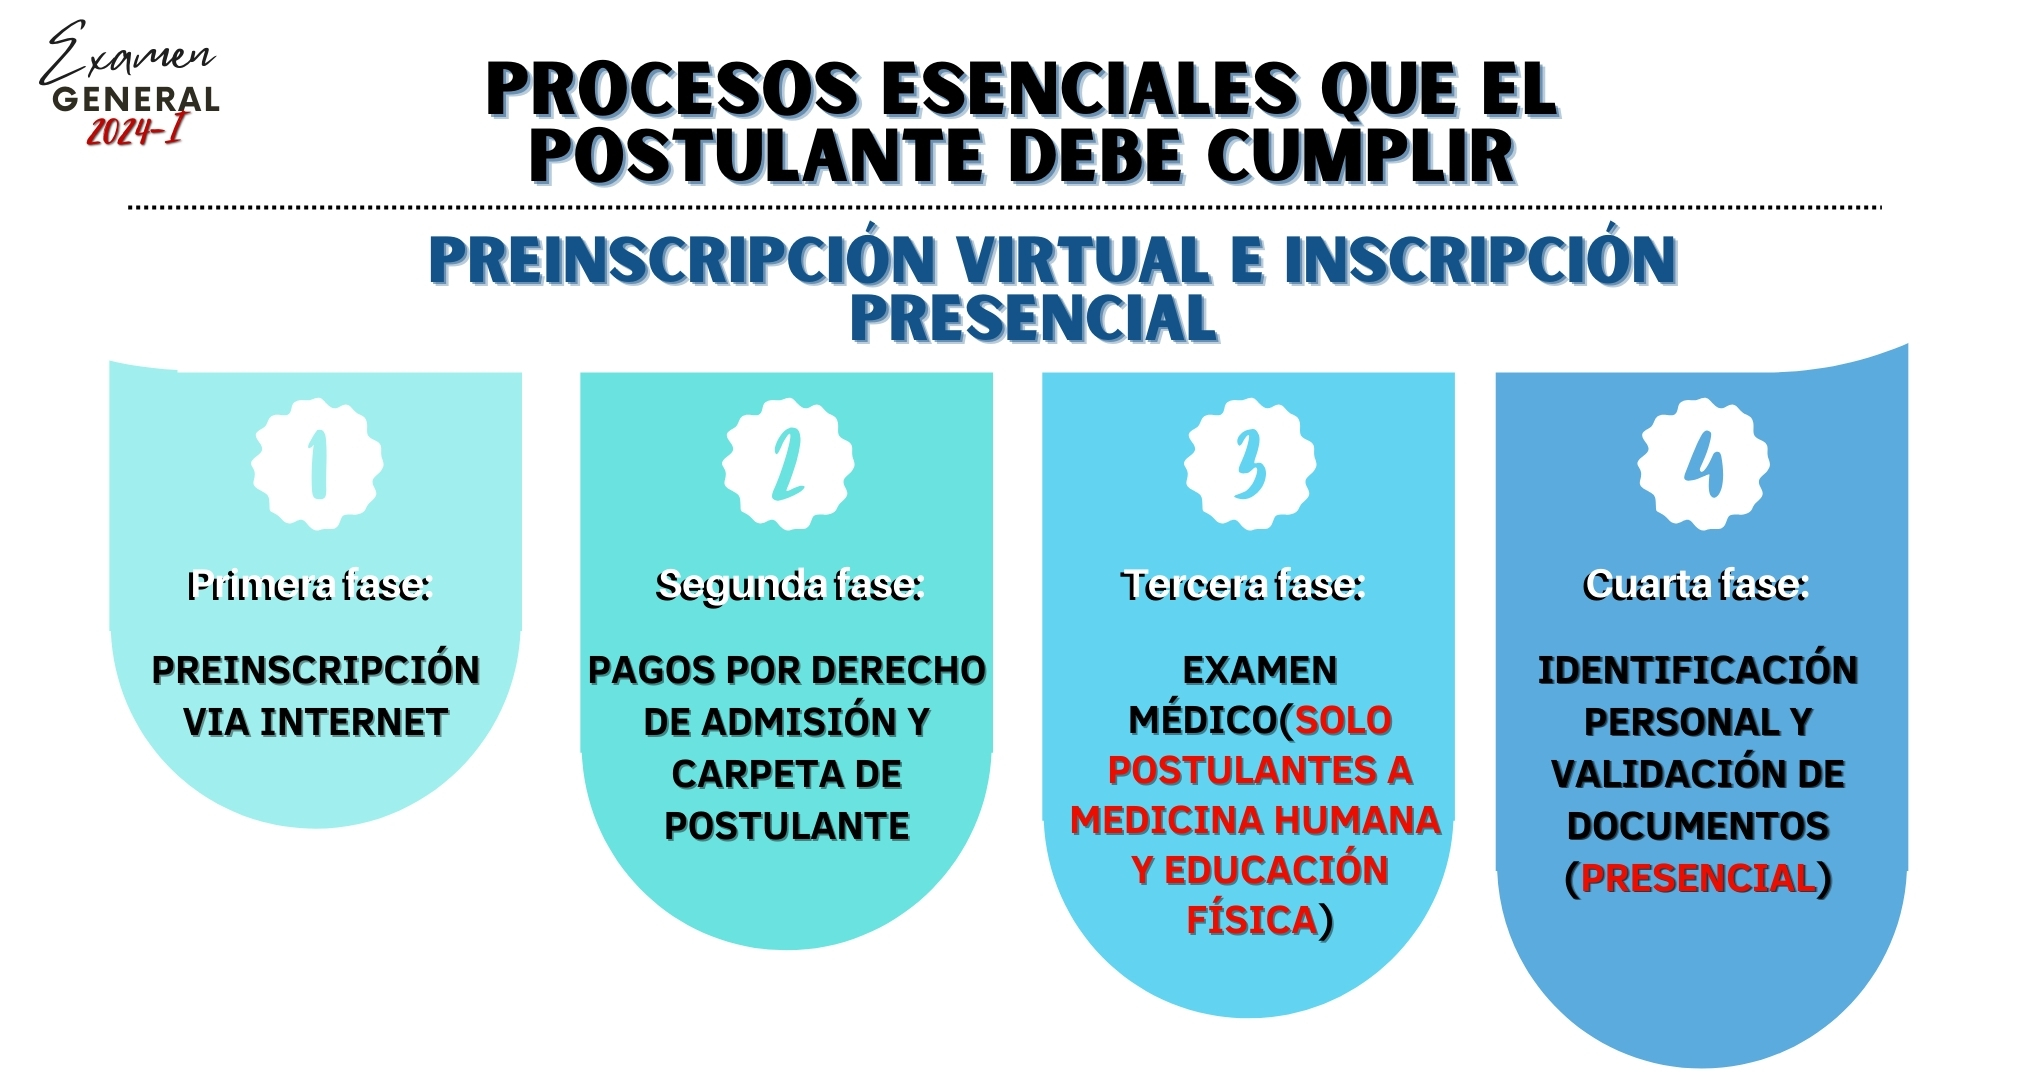 Examen
GENERAL
2024-I
PROCESOS ESENCIALES QUE EL
POSTULANTE DEBE CUMPLIR
PREINSCRIPCIÓN VIRTUAL E INSCRIPCIÓN
PRESENCIAL
1
Primera fase:
PREINSCRIPCIÓN
VIA INTERNET
2
Segunda fase:
PAGOS POR DERECHO
DE ADMISIÓN Y
CARPETA DE
POSTULANTE
3
Tercera fase:
EXAMEN
MÉDICO(SOLO
POSTULANTES A
MEDICINA HUMANA
Y EDUCACIÓN
FÍSICA)
4
Cuarta fase:
IDENTIFICACIÓN
PERSONAL Y
VALIDACIÓN DE
DOCUMENTOS
(PRESENCIAL)